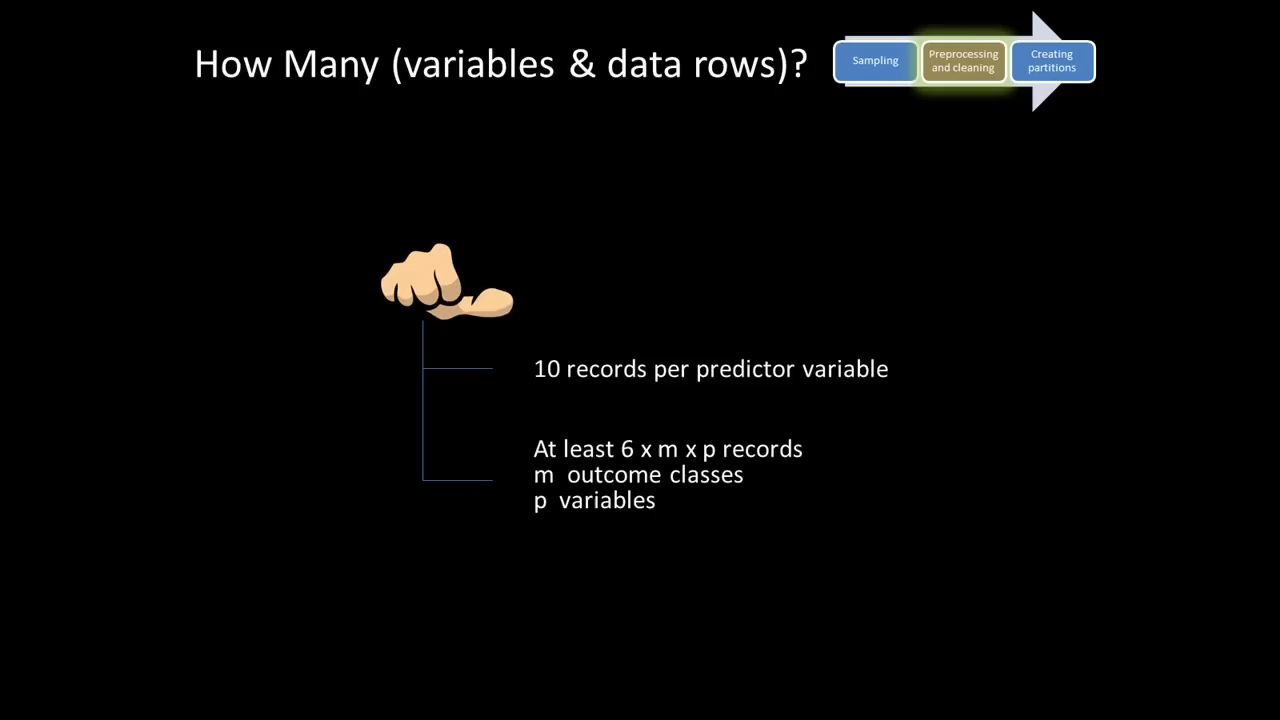 How Many (variables & data rows)?
Sampling
Preprocessing
and cleaning
Creating
partitions
10 records per predictor variable
At least 6 x m x p records
m  outcome classes
p  variables